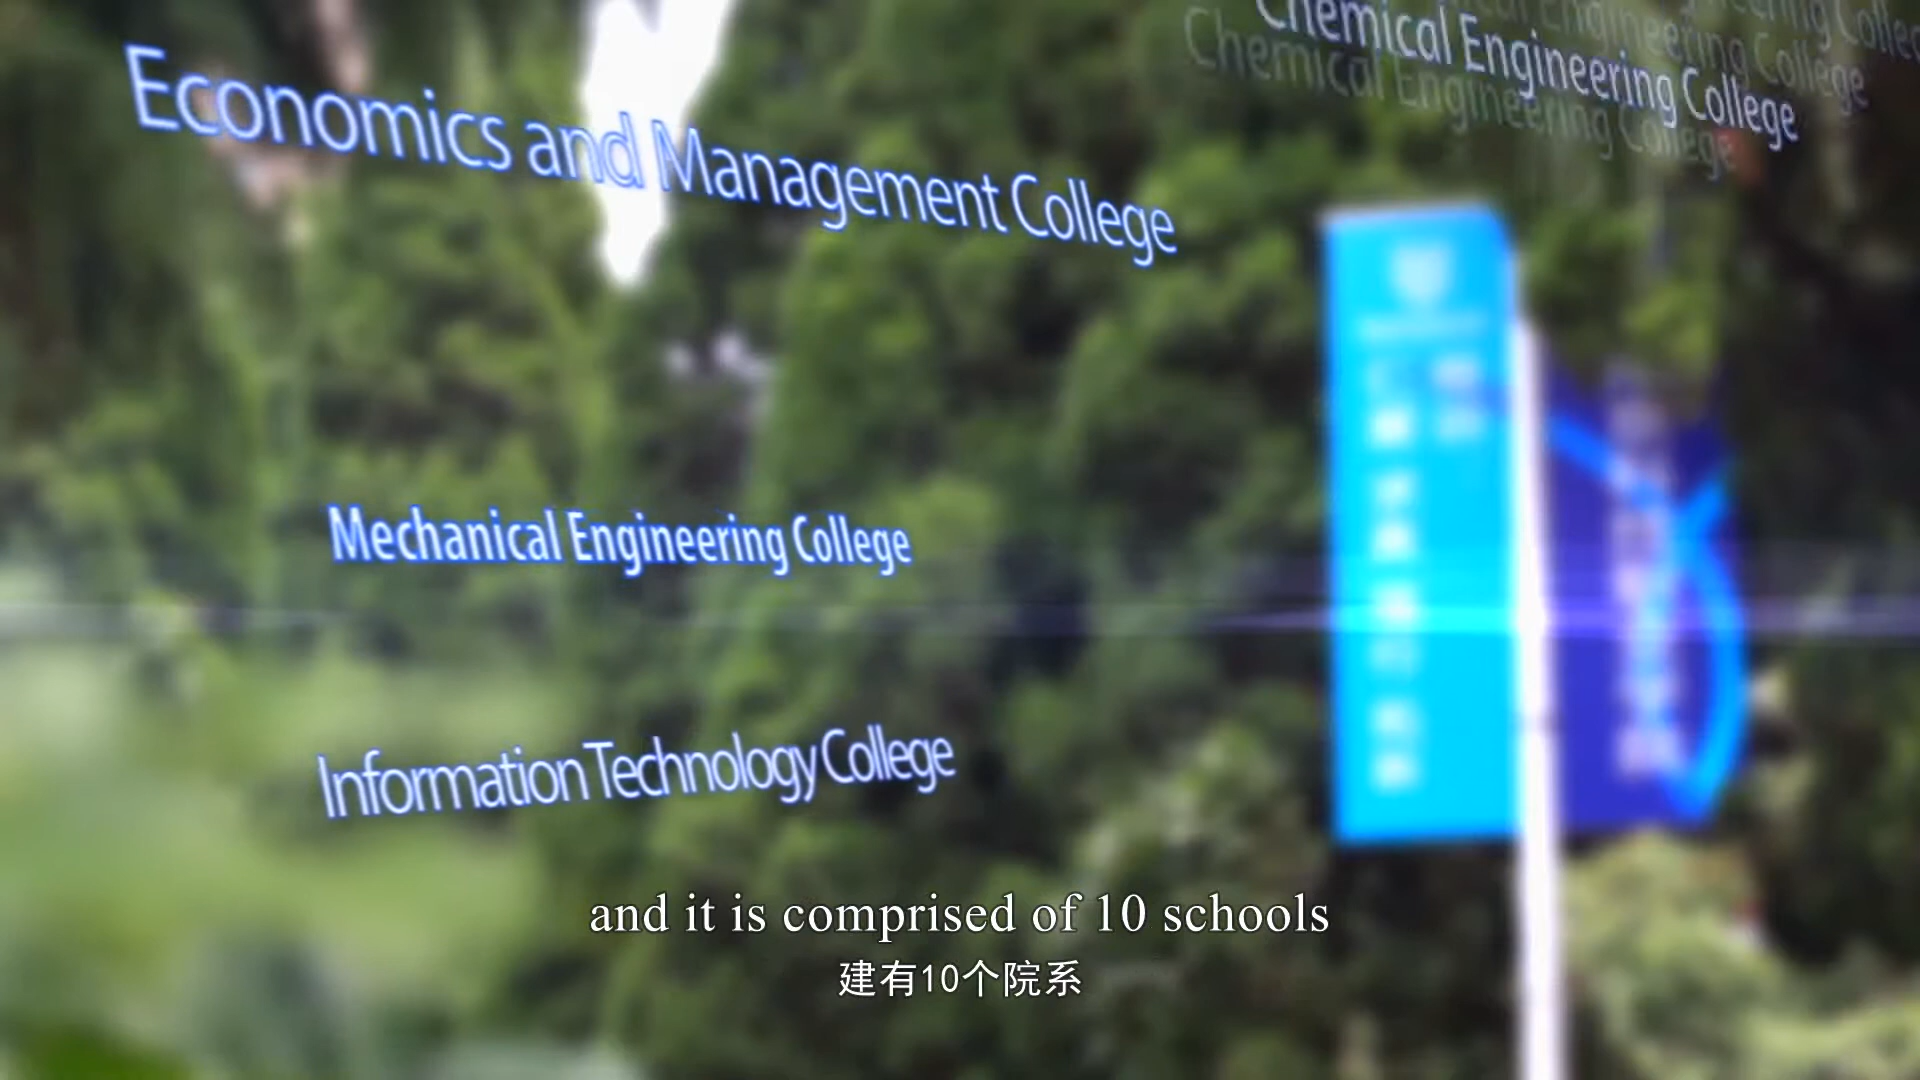 Chemical Engineering College
Economics and Management College
Mechanical Engineering College
Information Technology College
and it is comprised of 10 schools
建有10个院系